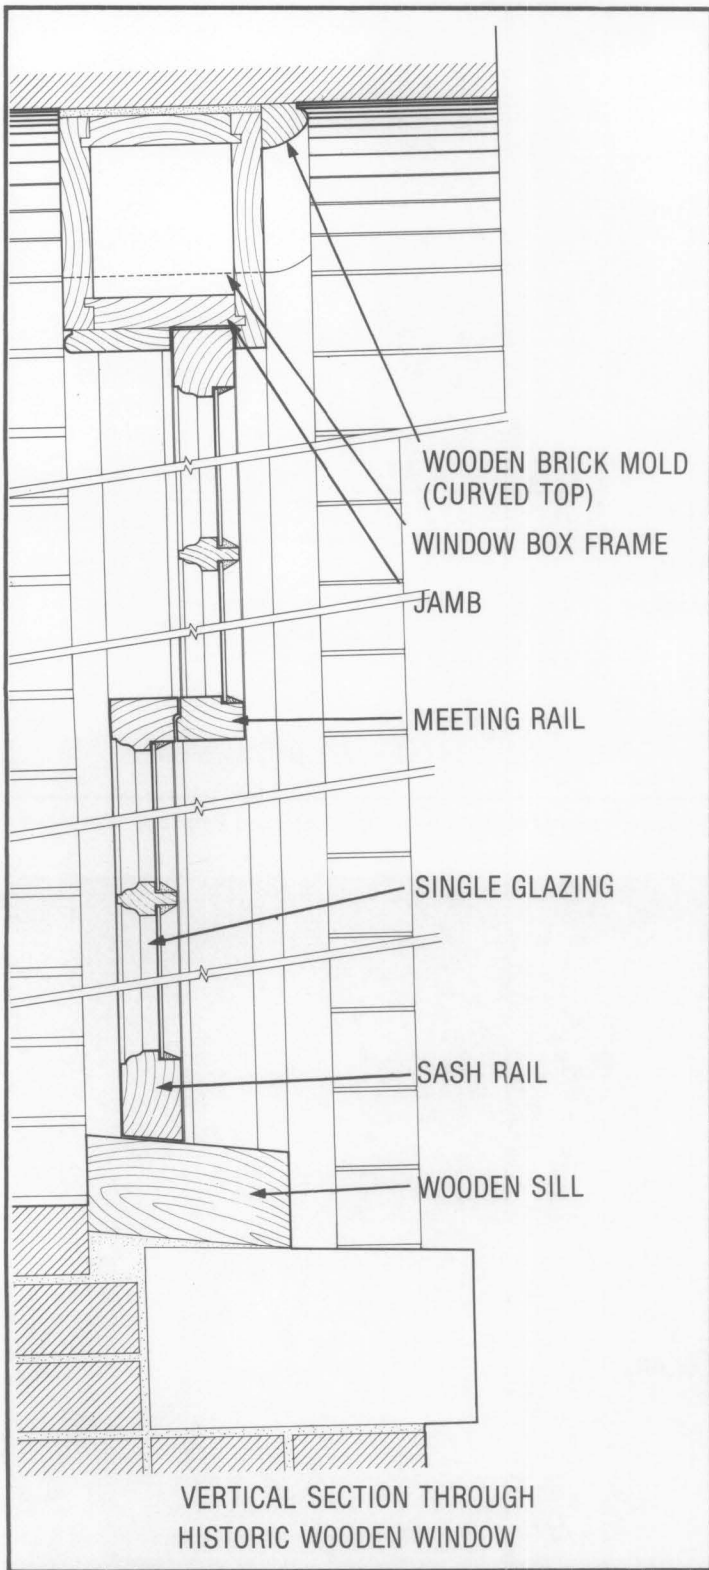 WOODEN BRICK MOLD
(CURVED TOP)
WINDOW BOX FRAME
JAMB
MEETING RAIL
SINGLE GLAZING
SASH RAIL
WOODEN SILL
VERTICAL SECTION THROUGH
HISTORIC WOODEN WINDOW